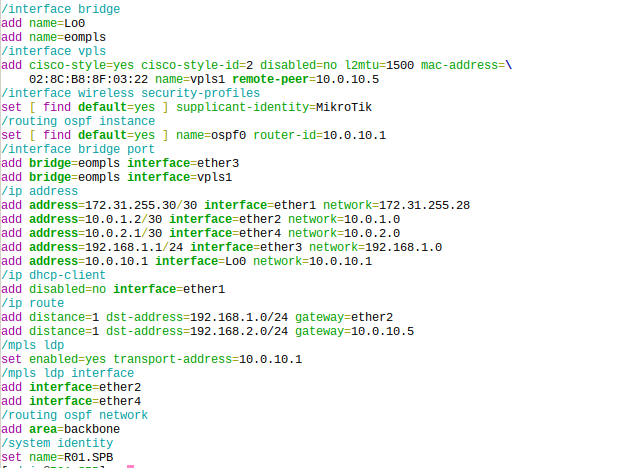 /interface bridge
add name=Lo0
add name=eompls
/interface vpls
add cisco-style=yes cisco-style-id=2 disabled=no l2mtu=1500 mac-address=\
    02:8C:B8:8F:03:22 name=vpls1 remote-peer=10.0.10.5
/interface wireless security-profiles
set [ find default=yes ] supplicant-identity=MikroTik
/routing ospf instance
set [ find default=yes ] name=ospf0 router-id=10.0.10.1
/interface bridge port
add bridge=eompls interface=ether3
add bridge=eompls interface=vpls1
/ip address
add address=172.31.255.30/30 interface=ether1 network=172.31.255.28
add address=10.0.1.2/30 interface=ether2 network=10.0.1.0
add address=10.0.2.1/30 interface=ether4 network=10.0.2.0
add address=192.168.1.1/24 interface=ether3 network=192.168.1.0
add address=10.0.10.1 interface=Lo0 network=10.0.10.1
/ip dhcp-client
add disabled=no interface=ether1
/ip route
add distance=1 dst-address=192.168.1.0/24 gateway=ether2
add distance=1 dst-address=192.168.2.0/24 gateway=10.0.10.5
/mpls ldp
set enabled=yes transport-address=10.0.10.1
/mpls ldp interface
add interface=ether2
add interface=ether4
/routing ospf network
add area=backbone
/system identity
set name=R01.SPB